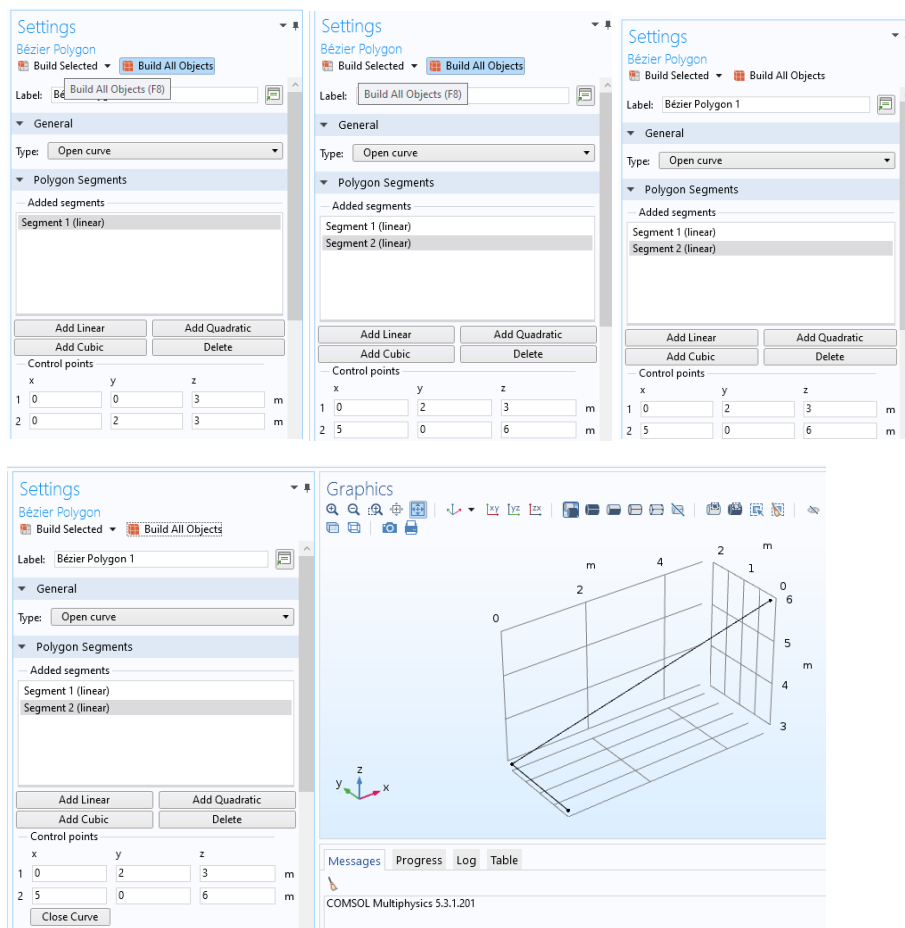 Settings
Bézier Polygon
Build Selected Build All Objects
Label: Bé Build All Objects (F8)
General
Type: Open curve
Polygon Segments
Added segments
Segment 1 (linear)
Add Linear Add Quadratic
Add Cubic Delete
Control points
x y z
1 0 0 3 m
2 0 2 3 m
Settings
Bézier Polygon
Build Selected Build All Objects
Label: Build All Objects (F8)
General
Type: Open curve
Polygon Segments
Added segments
Segment 1 (linear)
Segment 2 (linear)
Add Linear Add Quadratic
Add Cubic Delete
Control points
x y z
1 0 2 3 m
2 5 0 6 m
Settings
Bézier Polygon
Build Selected Build All Objects
Label: Bézier Polygon 1
General
Type: Open curve
Polygon Segments
Added segments
Segment 1 (linear)
Segment 2 (linear)
Add Linear Add Quadratic
Add Cubic Delete
Control points
x y z
1 0 2 3 m
2 5 0 6 m
Settings
Bézier Polygon
Build Selected Build All Objects
Label: Bézier Polygon 1
General
Type: Open curve
Polygon Segments
Added segments
Segment 1 (linear)
Segment 2 (linear)
Add Linear Add Quadratic
Add Cubic Delete
Control points
x y z
1 0 2 3 m
2 5 0 6 m
Close Curve
Graphics
xy yz zx
m
2
m
4
1
2
0
0
6
5
m
4
3
z
y x
Messages Progress Log Table
COMSOL Multiphysics 5.3.1.201